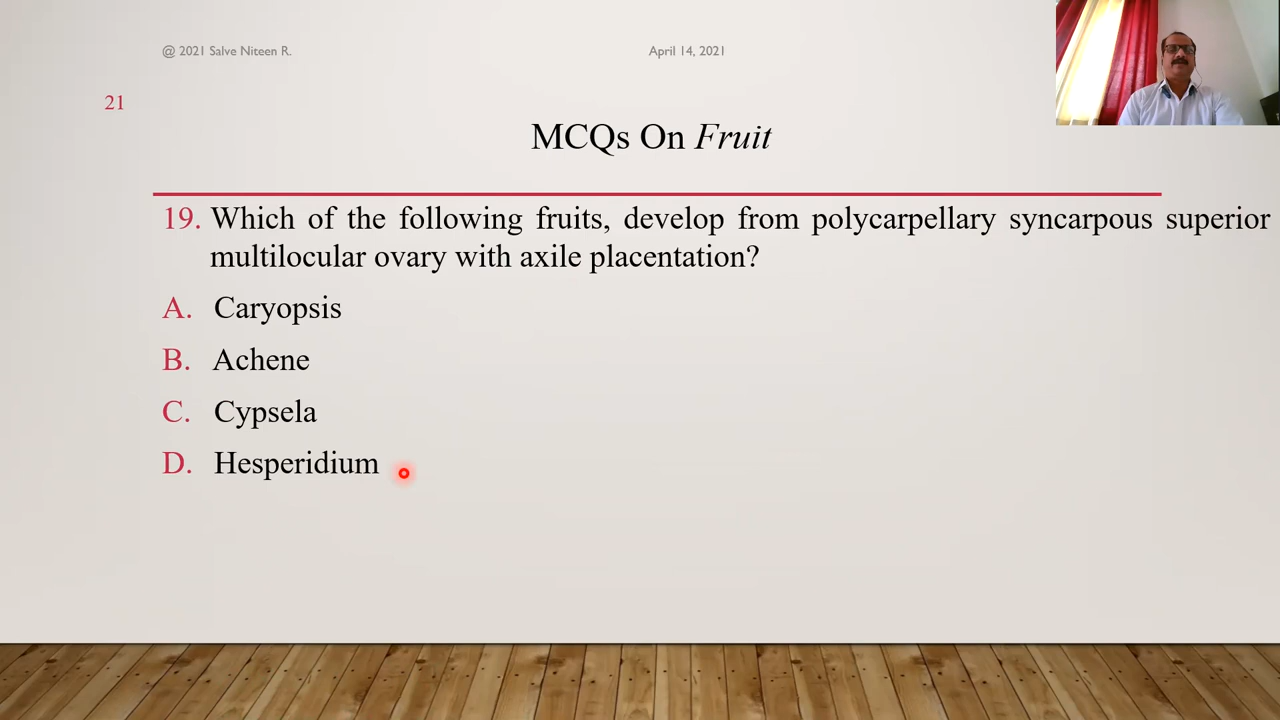 @ 2021 Salve Niteen R.
April 14, 2021
21
MCQs On Fruit
19. Which of the following fruits, develop from polycarpellary syncarpous superior
multilocular ovary with axile placentation?
A. Caryopsis
B. Achene
C. Cypsela
D. Hesperidium